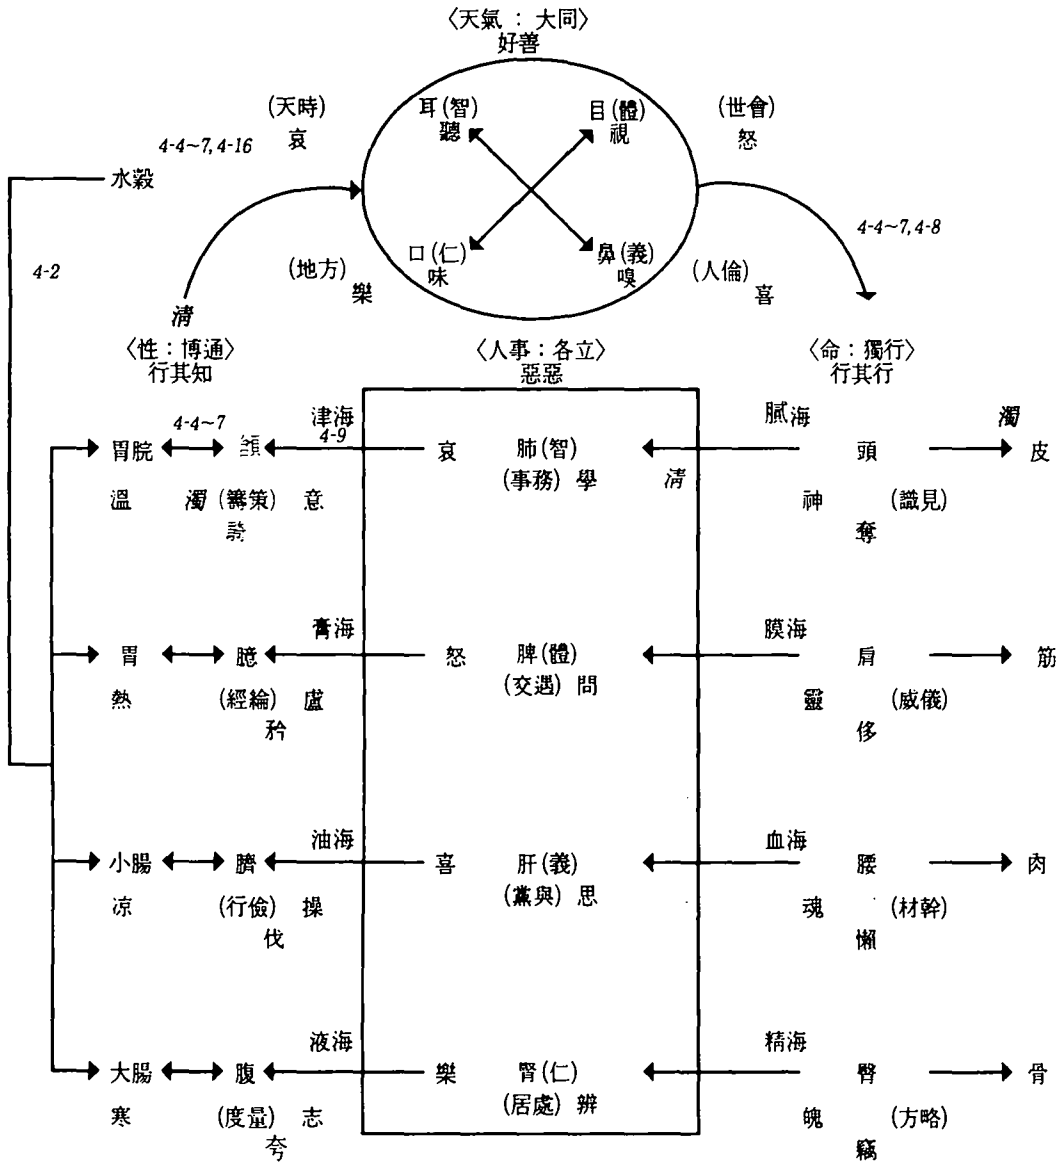 〈天氣 : 大同〉
好善
(天時)
哀
耳(智)
聽
目(體)
視
(世會)
怒
4-4~7, 4-16
水穀
4-4~7, 4-8
4-2
(地方)
樂
口(仁)
味
鼻(義)
嗅
(人倫)
喜
淸
〈性 : 博通〉
行其知
〈人事 : 各立〉
惡惡
〈命 : 獨行〉
行其行
胃脘
4-4~7
津海
4-9
哀
肺(智)
膩海
頭
濁
皮
溫
濁
(籌策)
意
(事務) 學
淸
神
(識見)
奪
胃
臆
膏海
怒
脾(體)
膜海
肩
筋
熱
(經綸)
盧
(交遇) 問
靈
(威儀)
矜
侈
小腸
臍
油海
喜
肝(義)
血海
腰
肉
凉
(行儉)
操
(黨與) 思
魂
(材幹)
伐
懶
大腸
腹
液海
樂
腎(仁)
精海
臀
骨
寒
(度量)
志
(居處) 辨
魄
(方略)
夸
竊